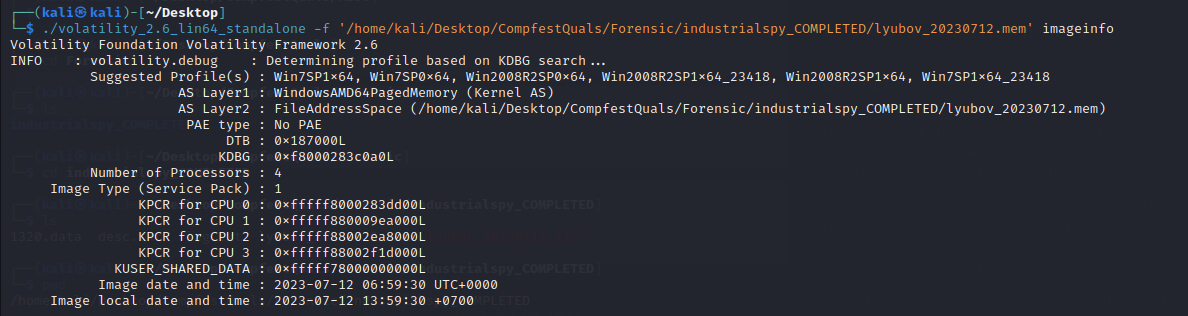 ┌──(kali㉿kali)-[~/Desktop]
└─$ ./volatility_2.6_lin64_standalone -f '/home/kali/Desktop/CompfestQuals/Forensic/industrialspy_COMPLETED/lyubov_20230712.mem' imageinfo
Volatility Foundation Volatility Framework 2.6
INFO    : volatility.debug    : Determining profile based on KDBG search...
Suggested Profile(s) : Win7SP1x64, Win7SP0x64, Win2008R2SP0x64, Win2008R2SP1x64_23418, Win2008R2SP1x64, Win7SP1x64_23418
AS Layer1 : WindowsAMD64PagedMemory (Kernel AS)
AS Layer2 : FileAddressSpace (/home/kali/Desktop/CompfestQuals/Forensic/industrialspy_COMPLETED/lyubov_20230712.mem)
PAE type : No PAE
DTB : 0x187000L
KDBG : 0xf8000283c0a0L
Number of Processors : 4
Image Type (Service Pack) : 1
KPCR for CPU 0 : 0xfffff8000283dd00L
KPCR for CPU 1 : 0xfffff880009ea000L
KPCR for CPU 2 : 0xfffff88002ea8000L
KPCR for CPU 3 : 0xfffff88002f1d000L
KUSER_SHARED_DATA : 0xfffff78000000000L
Image date and time : 2023-07-12 06:59:30 UTC+0000
Image local date and time : 2023-07-12 13:59:30 +0700